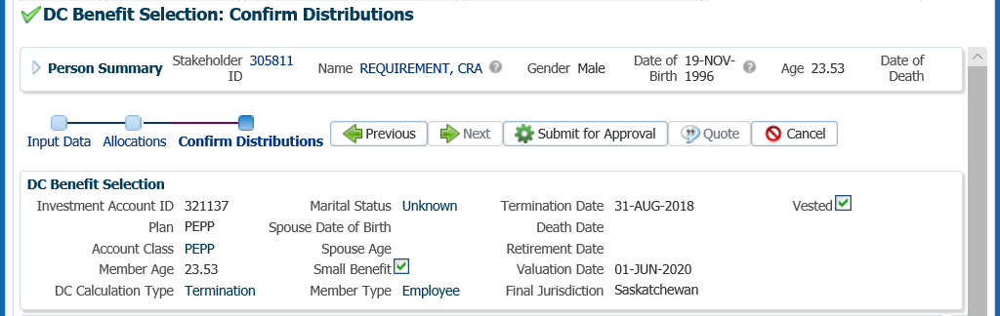 DC Benefit Selection: Confirm Distributions
Person Summary Stakeholder ID 305811 Name REQUIREMENT, CRA Gender Male Date of Birth 19-NOV-1996 Age 23.53 Date of Death
Input Data Allocations Confirm Distributions Previous Next Submit for Approval Quote Cancel
DC Benefit Selection
Investment Account ID 321137 Marital Status Unknown Termination Date 31-AUG-2018 Vested
Plan PEPP Spouse Date of Birth Death Date
Account Class PEPP Spouse Age Retirement Date
Member Age 23.53 Small Benefit Valuation Date 01-JUN-2020
DC Calculation Type Termination Member Type Employee Final Jurisdiction Saskatchewan